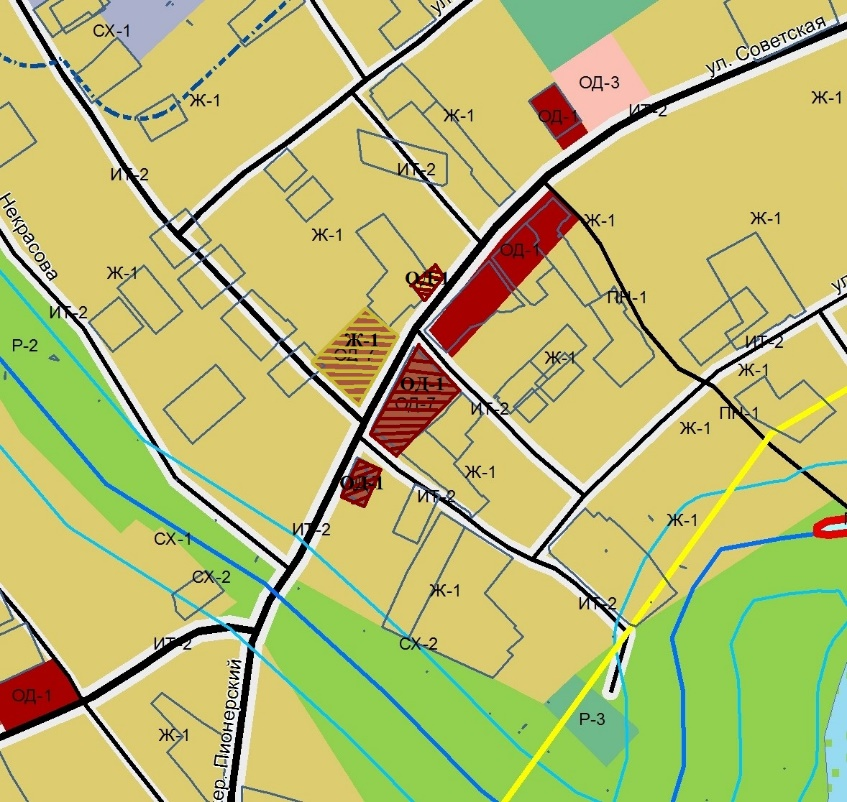 СХ-1
ул. Советская
ОД-3
Ж-1
Ж-1
ИТ-2
Ж-1
ОД-1
ИТ-2
ИТ-2
Некрасова
Ж-1
Ж-1
Ж-1
ОД-1
Ж-1
ОД-1
ПН-1
ИТ-2
Р-2
Ж-1
ИТ-2
Ж-1
Ж-1
ОД-1
ОД-7
ИТ-2
ПН-1
Ж-1
Ж-1
ОД-1
ИТ-2
Ж-1
ИТ-2
СХ-1
СХ-2
Ж-1
ИТ-2
ИТ-2
СХ-2
ОД-1
Р-3
Ж-1
ер. Пионерский